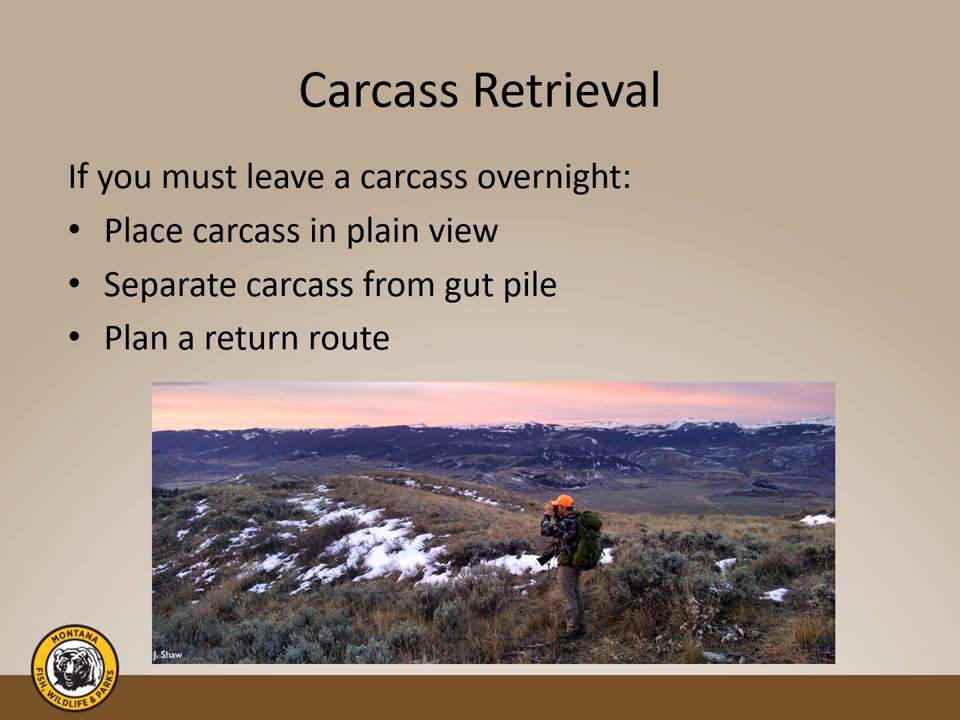 Carcass Retrieval
If you must leave a carcass overnight:
• Place carcass in plain view
• Separate carcass from gut pile
• Plan a return route
J. Shaw
MONTANA
FISH, WILDLIFE & PARKS